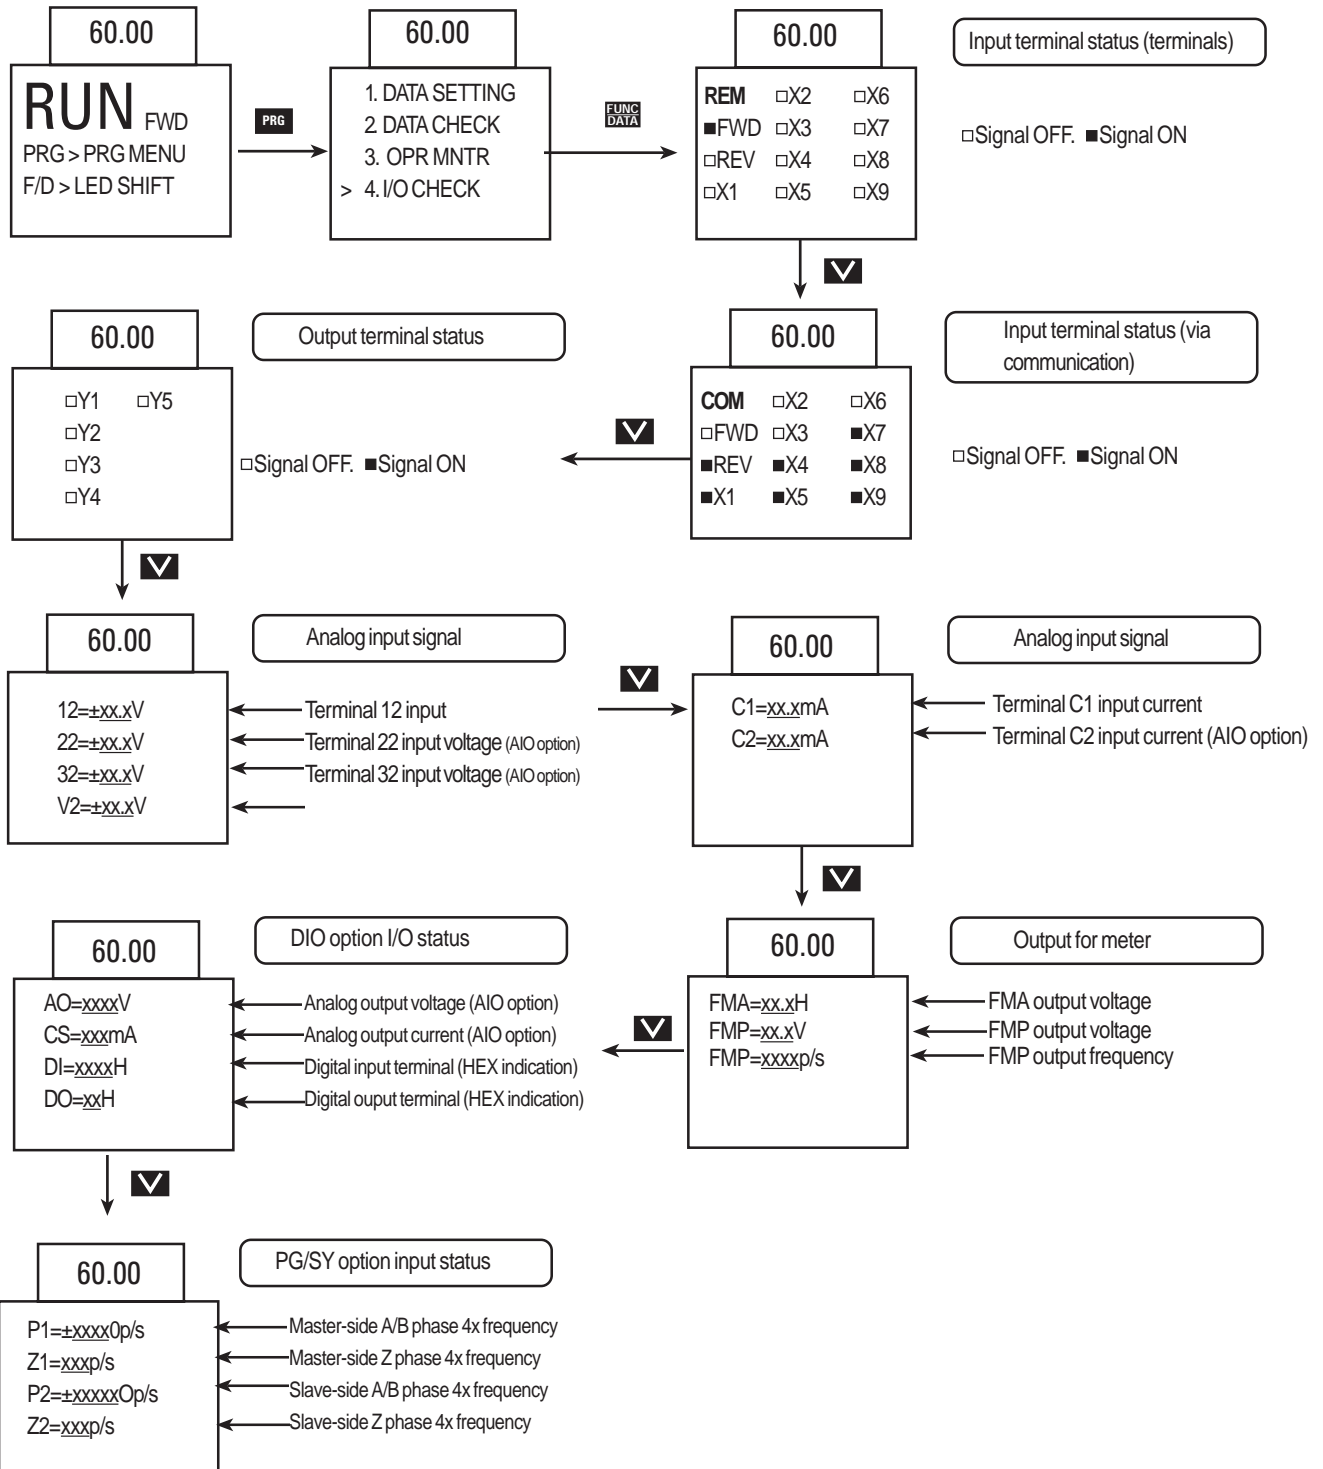 60.00
RUN FWD
PRG > PRG MENU
F/D > LED SHIFT
PRG
60.00
1. DATA SETTING
2. DATA CHECK
3. OPR MNTR
> 4. I/O CHECK
FUNC
DATA
60.00
REM □X2 □X6
■FWD □X3 □X7
□REV □X4 □X8
□X1 □X5 □X9
Input terminal status (terminals)
□Signal OFF. ■Signal ON
60.00
COM □X2 □X6
□FWD □X3 ■X7
■REV ■X4 ■X8
■X1 ■X5 ■X9
Input terminal status (via
communication)
□Signal OFF. ■Signal ON
60.00
□Y1 □Y5
□Y2
□Y3
□Y4
Output terminal status
□Signal OFF. ■Signal ON
60.00
12=±xx.xV
22=±xx.xV
32=±xx.xV
V2=±xx.xV
Analog input signal
Terminal 12 input
Terminal 22 input voltage (AIO option)
Terminal 32 input voltage (AIO option)
60.00
C1=xx.xmA
C2=xx.xmA
Analog input signal
Terminal C1 input current
Terminal C2 input current (AIO option)
60.00
FMA=xx.xH
FMP=xx.xV
FMP=xxxxp/s
Output for meter
FMA output voltage
FMP output voltage
FMP output frequency
60.00
AO=xxxxV
CS=xxxmA
DI=xxxxH
DO=xxH
DIO option I/O status
Analog output voltage (AIO option)
Analog output current (AIO option)
Digital input terminal (HEX indication)
Digital ouput terminal (HEX indication)
60.00
P1=±xxxx0p/s
Z1=xxxp/s
P2=±xxxxxOp/s
Z2=xxxp/s
PG/SY option input status
Master-side A/B phase 4x frequency
Master-side Z phase 4x frequency
Slave-side A/B phase 4x frequency
Slave-side Z phase 4x frequency